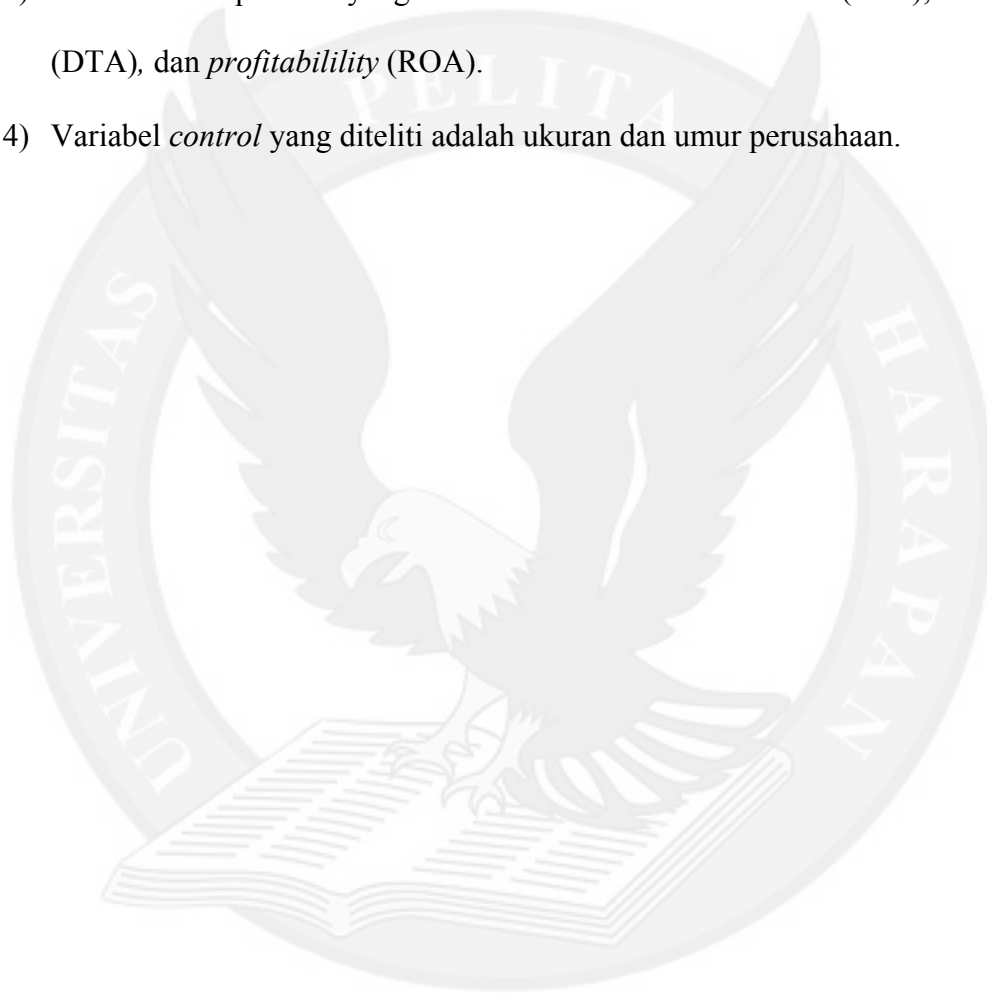 (DTA), dan profitabilility (ROA).
4) Variabel control yang diteliti adalah ukuran dan umur perusahaan.
UNIVERSITAS PELITA HARAPAN